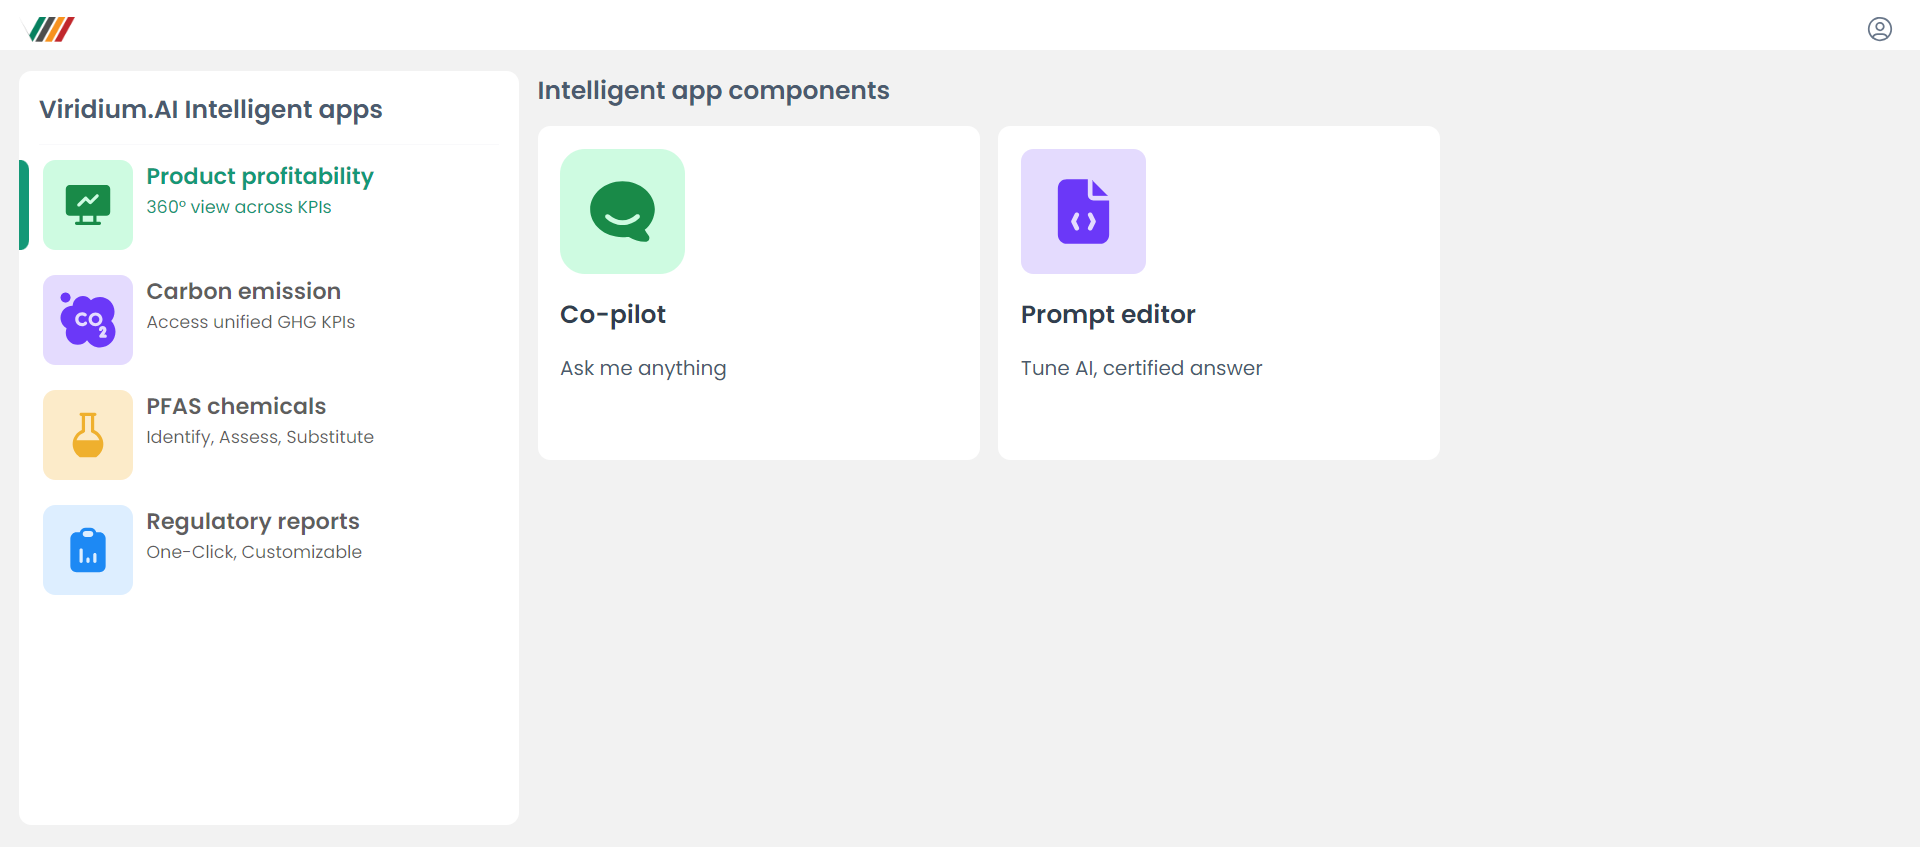 Viridium.AI Intelligent apps
Product profitability
360° view across KPIs
CO2
Carbon emission
Access unified GHG KPIs
PFAS chemicals
Identify, Assess, Substitute
Regulatory reports
One-Click, Customizable
Intelligent app components
Co-pilot
Ask me anything
Prompt editor
Tune AI, certified answer